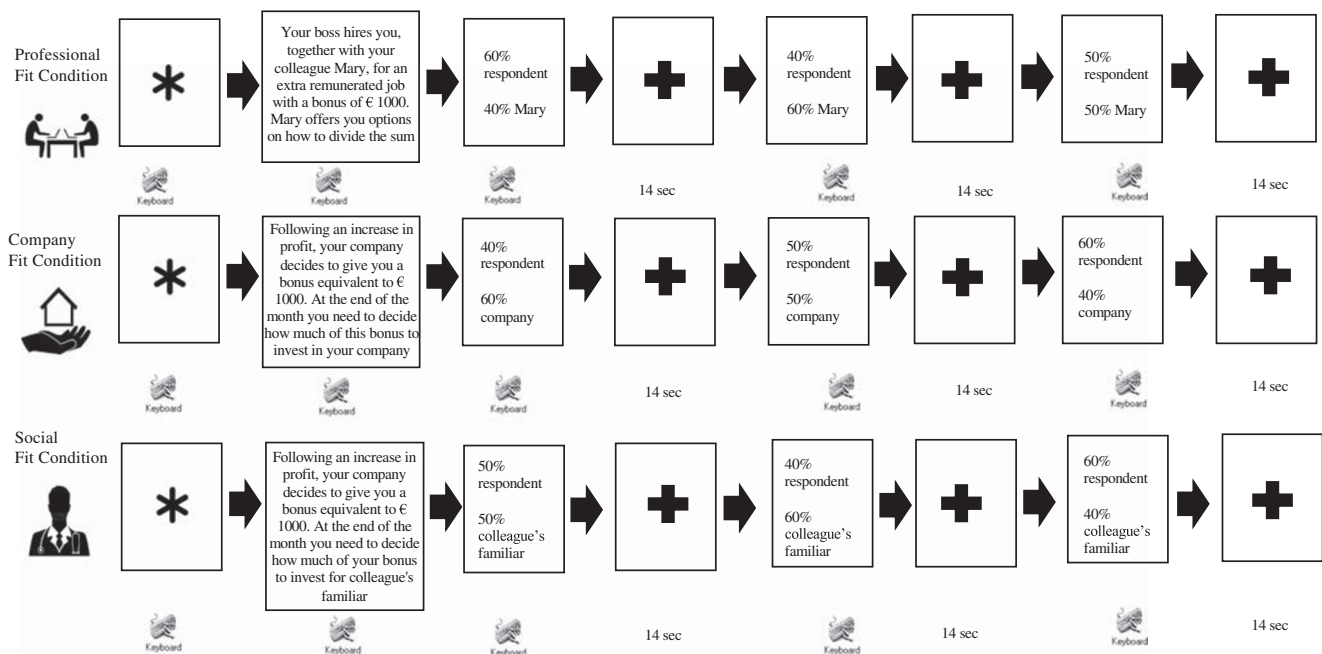 Professional
Fit Condition
Your boss hires you,
together with your
colleague Mary, for an
extra remunerated job
with a bonus of € 1000.
Mary offers you options
on how to divide the sum
60%
respondent
40% Mary
40%
respondent
60% Mary
50%
respondent
50% Mary
Keyboard
Keyboard
Keyboard
14 sec
Keyboard
14 sec
Keyboard
14 sec
Company
Fit Condition
Following an increase in
profit, your company
decides to give you a
bonus equivalent to €
1000. At the end of the
month you need to decide
how much of this bonus to
invest in your company
40%
respondent
60%
company
50%
respondent
50%
company
60%
respondent
40%
company
Keyboard
Keyboard
Keyboard
14 sec
Keyboard
14 sec
Keyboard
14 sec
Social
Fit Condition
Following an increase in
profit, your company
decides to give you a
bonus equivalent to €
1000. At the end of the
month you need to decide
how much of your bonus
to invest for colleague's
familiar
50%
respondent
50%
colleague's
familiar
40%
respondent
60%
colleague's
familiar
60%
respondent
40%
colleague's
familiar
Keyboard
Keyboard
Keyboard
14 sec
Keyboard
14 sec
Keyboard
14 sec